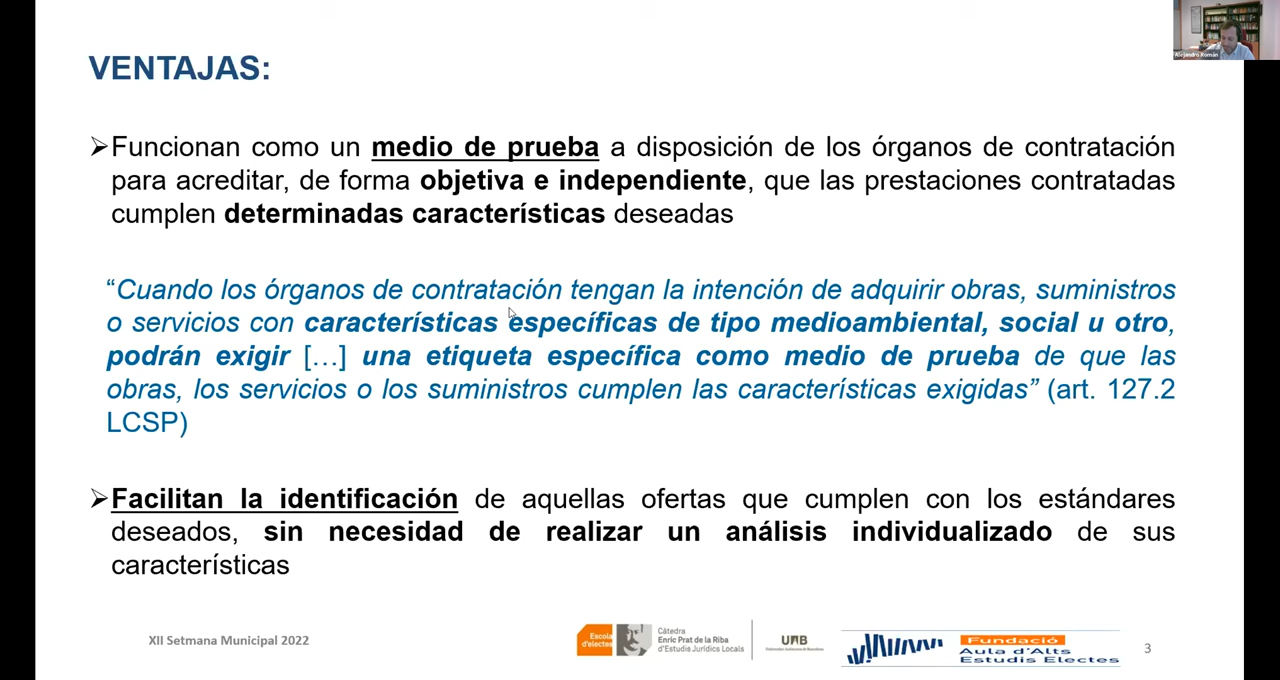 Alejandro Román
VENTAJAS:
➢Funcionan como un medio de prueba a disposición de los órganos de contratación
para acreditar, de forma objetiva e independiente, que las prestaciones contratadas
cumplen determinadas características deseadas
“Cuando los órganos de contratación tengan la intención de adquirir obras, suministros
o servicios con características específicas de tipo medioambiental, social u otro,
podrán exigir […] una etiqueta específica como medio de prueba de que las
obras, los servicios o los suministros cumplen las características exigidas” (art. 127.2
LCSP)
➢Facilitan la identificación de aquellas ofertas que cumplen con los estándares
deseados, sin necesidad de realizar un análisis individualizado de sus
características
XII Setmana Municipal 2022
Escola
d'electes
Càtedra
Enric Prat de la Riba
d'Estudis Jurídics Locals
UAB
Universitat Autònoma de Barcelona
Fundació
Aula d'Alts
Estudis Electes
3